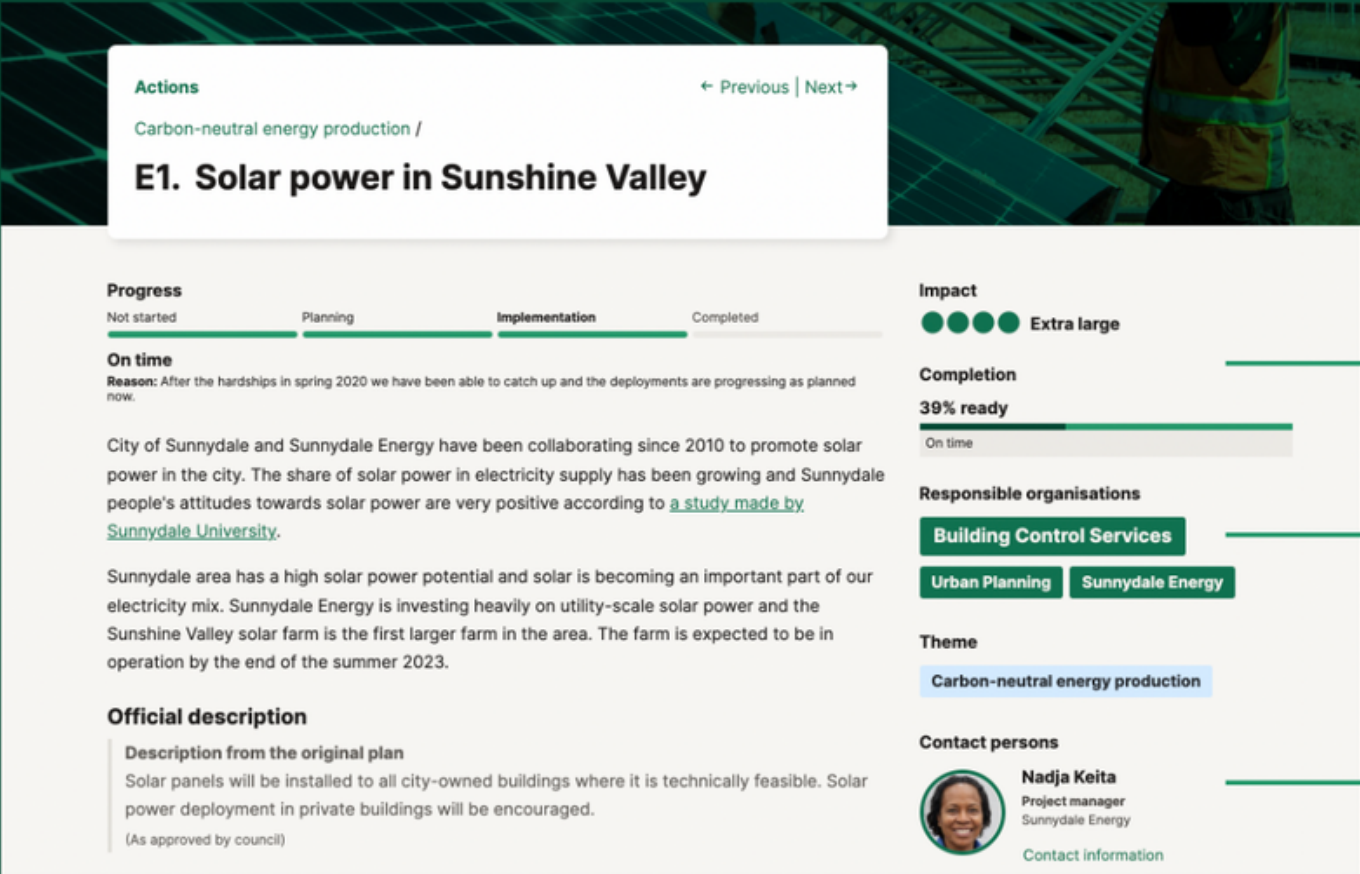 Actions
← Previous | Next→
Carbon-neutral energy production /
E1. Solar power in Sunshine Valley
Progress
Not started
Planning
Implementation
Completed
On time
Reason: After the hardships in spring 2020 we have been able to catch up and the deployments are progressing as planned
now.
City of Sunnydale and Sunnydale Energy have been collaborating since 2010 to promote solar
power in the city. The share of solar power in electricity supply has been growing and Sunnydale
people's attitudes towards solar power are very positive according to a study made by
Sunnydale University.
Sunnydale area has a high solar power potential and solar is becoming an important part of our
electricity mix. Sunnydale Energy is investing heavily on utility-scale solar power and the
Sunshine Valley solar farm is the first larger farm in the area. The farm is expected to be in
operation by the end of the summer 2023.
Official description
Description from the original plan
Solar panels will be installed to all city-owned buildings where it is technically feasible. Solar
power deployment in private buildings will be encouraged.
(As approved by council)
Impact
Extra large
Completion
39% ready
On time
Responsible organisations
Building Control Services
Urban Planning
Sunnydale Energy
Theme
Carbon-neutral energy production
Contact persons
Nadja Keita
Project manager
Sunnydale Energy
Contact information